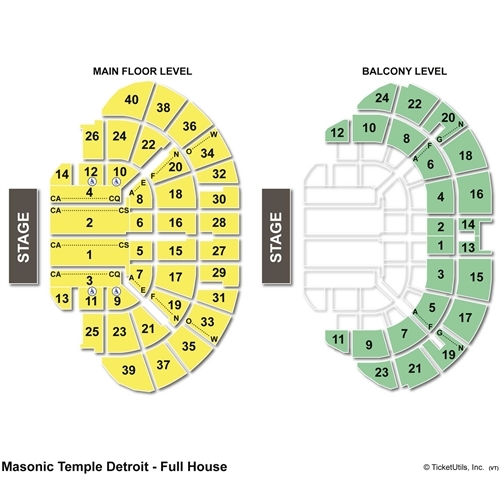 MAIN FLOOR LEVEL
BALCONY LEVEL
STAGE
40
38
36
W
O
34
N
20
32
26
24
22
F
E
A
14
12
10
8
18
30
CA
4
CQ
CA
2
CS
6
16
28
1
5
15
27
CA
CS
3
CA
CQ
7
17
29
13
11
9
A
E
F
N
O
W
19
31
33
25
23
21
35
39
37
STAGE
24
22
20
N
G
F
A
12
10
8
6
18
4
16
2
14
1
13
3
15
A
F
G
N
5
17
11
9
7
19
23
21
Masonic Temple Detroit - Full House
© TicketUtils, Inc. (VT)